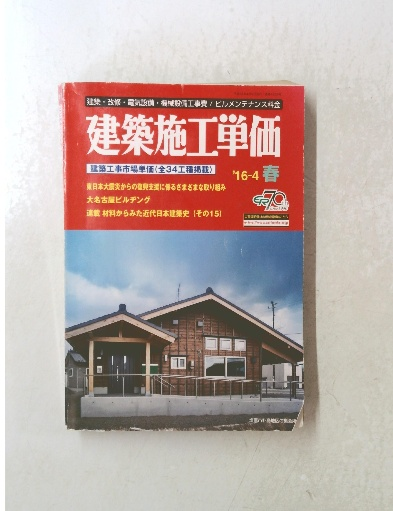 建築・改修・電気設備・機械設備工事費／ビルメンテナンス料金
建築施工単価
建築工事市場単価〈全34工種掲載〉
'16-4 春
東日本大震災からの復興支援に係るさまざまな取り組み
大名古屋ビルヂング
連載 材料からみた近代日本建築史［その15］
70